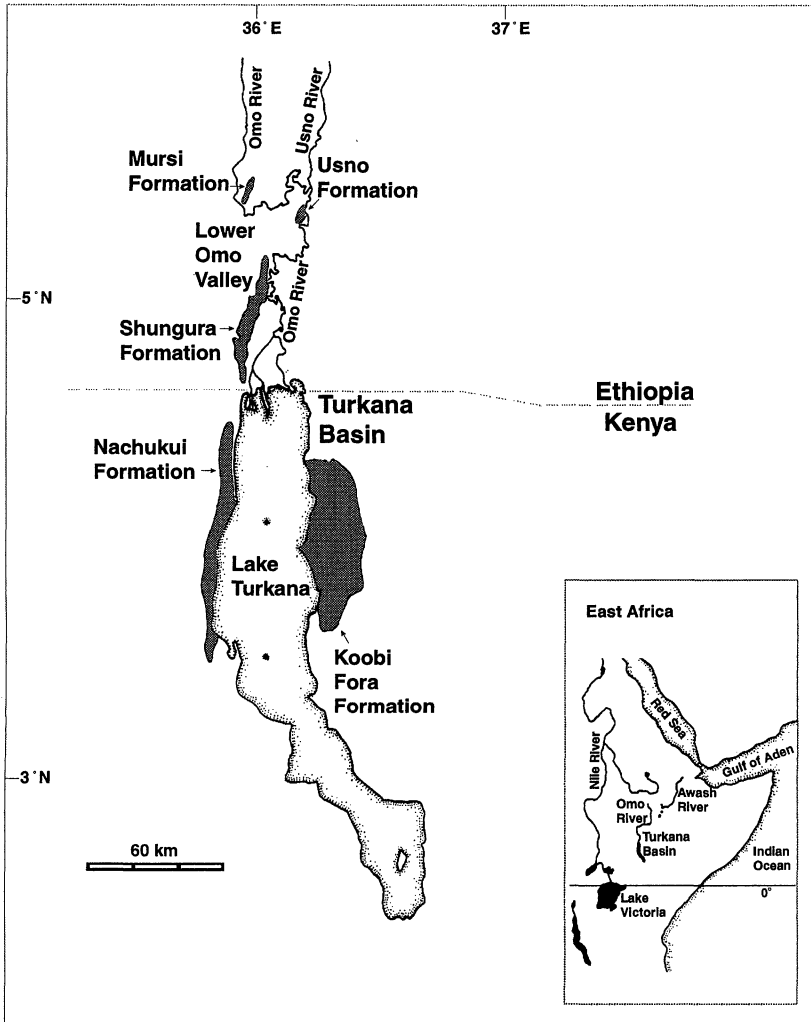 36°E
37°E
Omo River
Usno River
Mursi
Formation
Usno
Formation
Lower
Omo
Valley
5°N
Omo River
Shungura
Formation
Ethiopia
Kenya
Turkana
Basin
Nachukui
Formation
Lake
Turkana
Koobi
Fora
Formation
3°N
60 km
East Africa
Red Sea
Gulf of Aden
Nile River
Awash
River
Omo
River
Turkana
Basin
Indian
Ocean
0°
Lake
Victoria